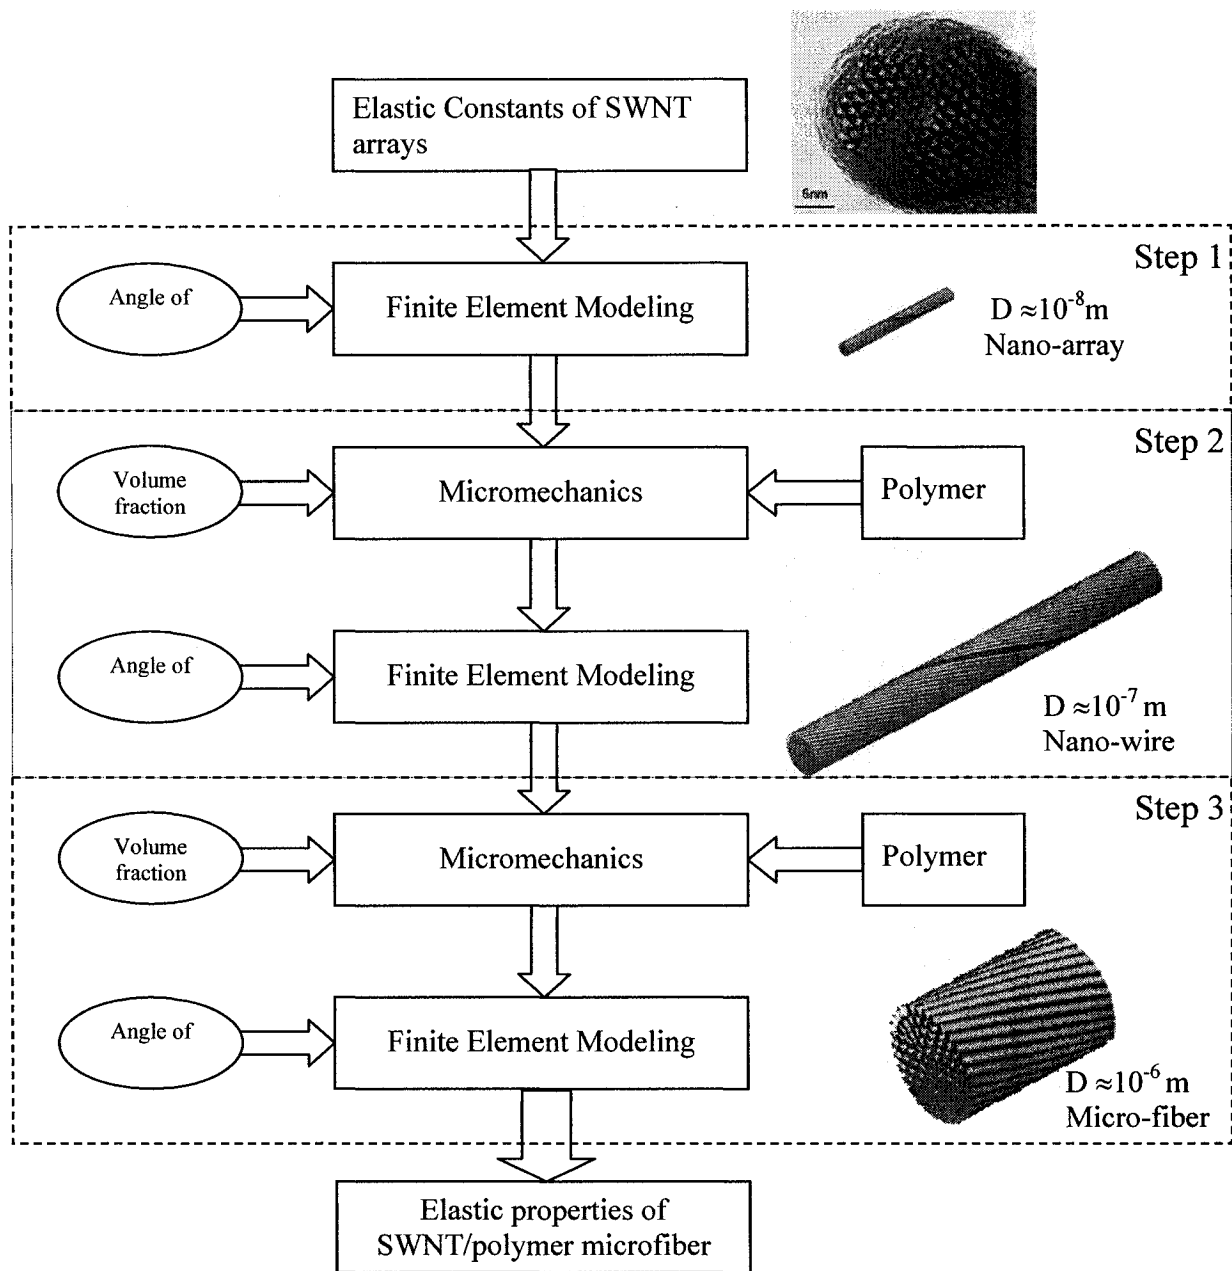 Elastic Constants of SWNT
arrays
6nm
Step 1
Angle of
Finite Element Modeling
D ≈10⁻⁸m
Nano-array
Step 2
Volume
fraction
Micromechanics
Polymer
Angle of
Finite Element Modeling
D ≈10⁻⁷ m
Nano-wire
Step 3
Volume
fraction
Micromechanics
Polymer
Angle of
Finite Element Modeling
D ≈10⁻⁶ m
Micro-fiber
Elastic properties of
SWNT/polymer microfiber